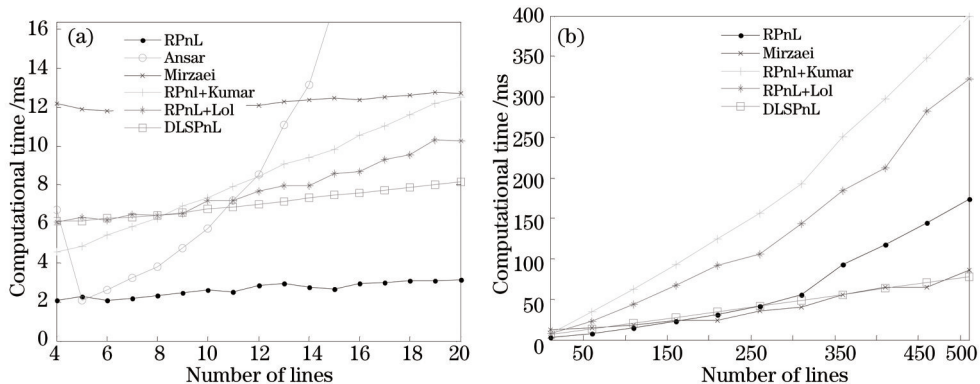 (a)
RPnL
Ansar
Mirzaei
RPnl+Kumar
RPnL+Lol
DLSPnL
16
14
12
10
8
6
4
2
0
Computational time /ms
4
6
8
10
12
14
16
18
20
Number of lines
(b)
RPnL
Mirzaei
RPnl+Kumar
RPnL+Lol
DLSPnL
400
350
300
250
200
150
100
50
0
Computational time /ms
50
150
250
350
450
500
Number of lines